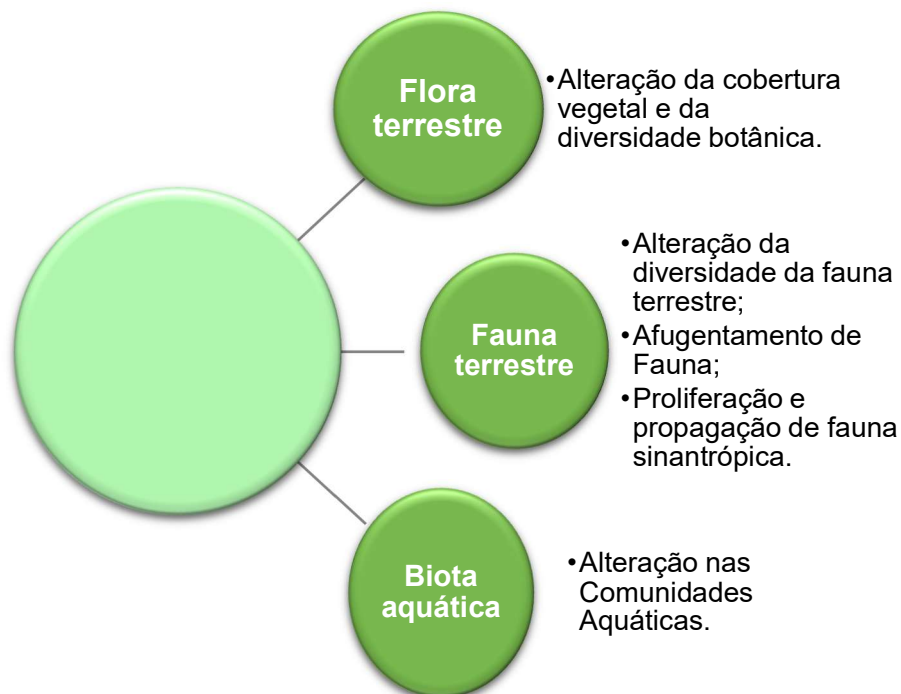 Flora
terrestre
•Alteração da cobertura
vegetal e da
diversidade botânica.
Fauna
terrestre
•Alteração da
diversidade da fauna
terrestre;
•Afugentamento de
Fauna;
•Proliferação e
propagação de fauna
sinantrópica.
Biota
aquática
•Alteração nas
Comunidades
Aquáticas.